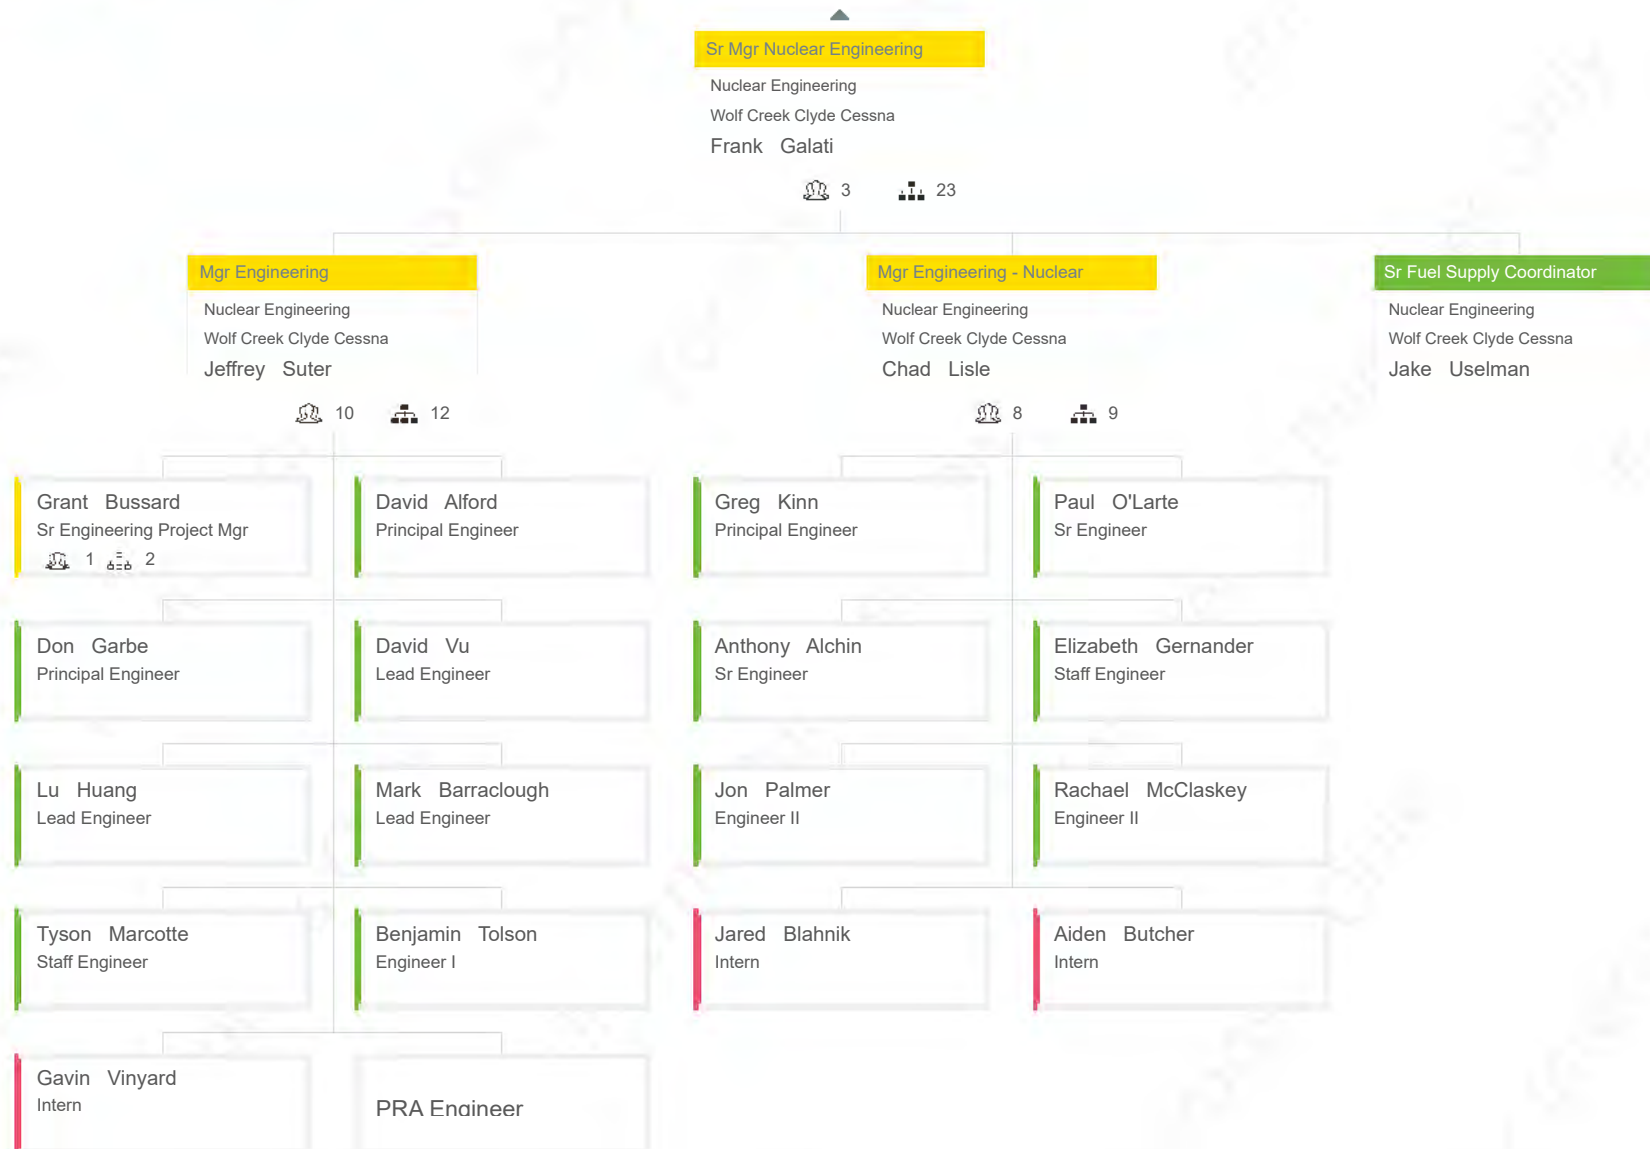 Sr Mgr Nuclear Engineering
Nuclear Engineering
Wolf Creek Clyde Cessna
Frank Galati
3 23
Mgr Engineering
Nuclear Engineering
Wolf Creek Clyde Cessna
Jeffrey Suter
10 12
Mgr Engineering - Nuclear
Nuclear Engineering
Wolf Creek Clyde Cessna
Chad Lisle
8 9
Sr Fuel Supply Coordinator
Nuclear Engineering
Wolf Creek Clyde Cessna
Jake Uselman
Grant Bussard
Sr Engineering Project Mgr
1 2
David Alford
Principal Engineer
Greg Kinn
Principal Engineer
Paul O'Larte
Sr Engineer
Don Garbe
Principal Engineer
David Vu
Lead Engineer
Anthony Alchin
Sr Engineer
Elizabeth Gernander
Staff Engineer
Lu Huang
Lead Engineer
Mark Barraclough
Lead Engineer
Jon Palmer
Engineer II
Rachael McClaskey
Engineer II
Tyson Marcotte
Staff Engineer
Benjamin Tolson
Engineer I
Jared Blahnik
Intern
Aiden Butcher
Intern
Gavin Vinyard
Intern
PRA Engineer